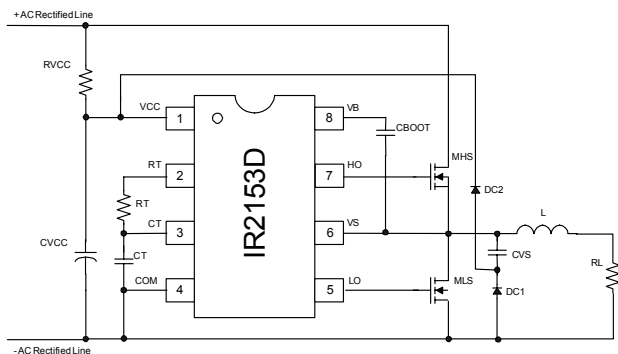 + AC Rectified Line
RVCC
VCC
1
8
VB
CBOOT
RT
2
7
HO
MHS
RT
IR2153D
DC2
CT
3
6
VS
L
CVCC
CT
CVS
RL
COM
4
5
LO
MLS
DC1
- AC Rectified Line